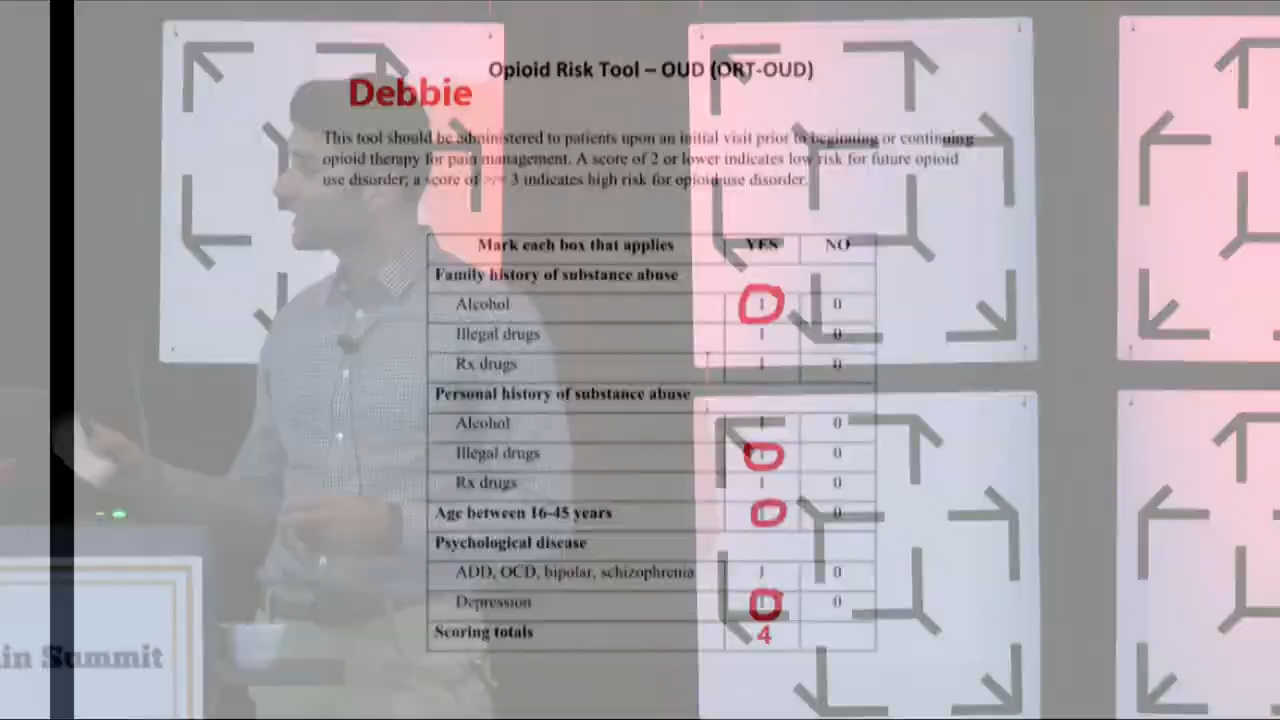 Opioid Risk Tool – OUD (ORT-OUD)
Debbie
This tool should be administered to patients upon an initial visit prior to beginning or continuing
opioid therapy for pain management. A score of 2 or lower indicates low risk for future opioid
use disorder; a score of >/= 3 indicates high risk for opioid use disorder.
Mark each box that applies YES NO
Family history of substance abuse
Alcohol 1 0
Illegal drugs 1 0
Rx drugs 1 0
Personal history of substance abuse
Alcohol 1 0
Illegal drugs 1 0
Rx drugs 1 0
Age between 16-45 years 1 0
Psychological disease
ADD, OCD, bipolar, schizophrenia 1 0
Depression 1 0
Scoring totals 4
in Summit